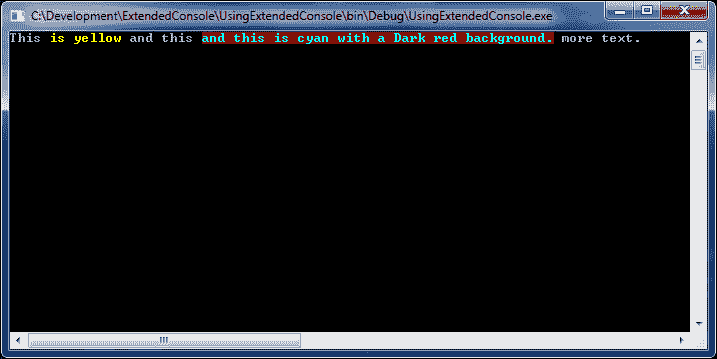 C:\Development\ExtendedConsole\UsingExtendedConsole\bin\Debug\UsingExtendedConsole.exe
This is yellow and this and this is cyan with a Dark red background. more text.